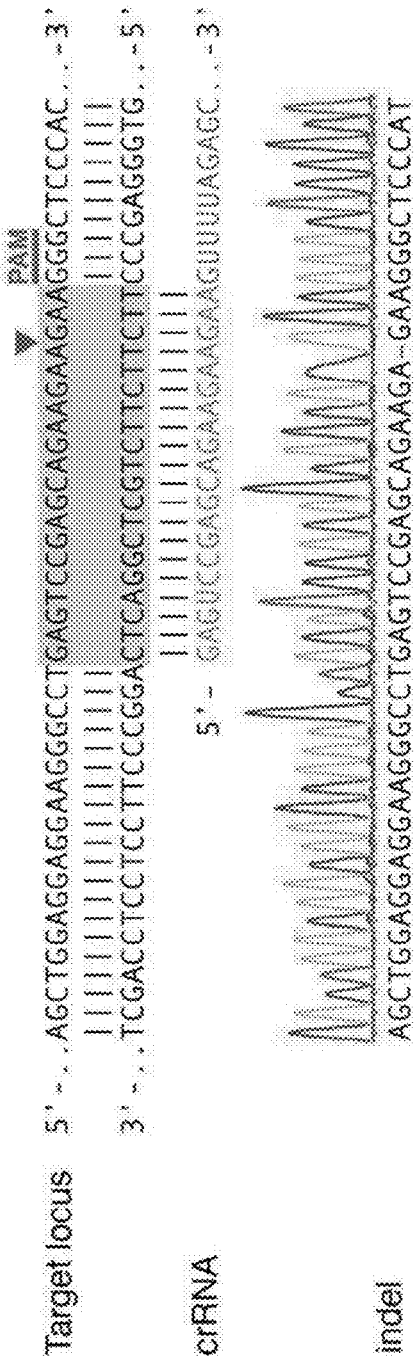 PAM
Target locus 5'-..AGCTGGAGGAGGAAGGGCCTGAGTCCGAGCAGAAGAAGAAGGGCTCCCAC...-3'
3'-..TCGACCTCCTCCTTCCCGGACTCAGGCTCGTCTTCTTCTTCCCGAGGGTG...-5'
crRNA 5'- GAGUCCGAGCAGAAGAAGAAGUUUUAGAGC...-3'
indel AGCTGGAGGAGGAAGGGCCTGAGTCCGAGCAGAAGA-GAAGGGCTCCCAT